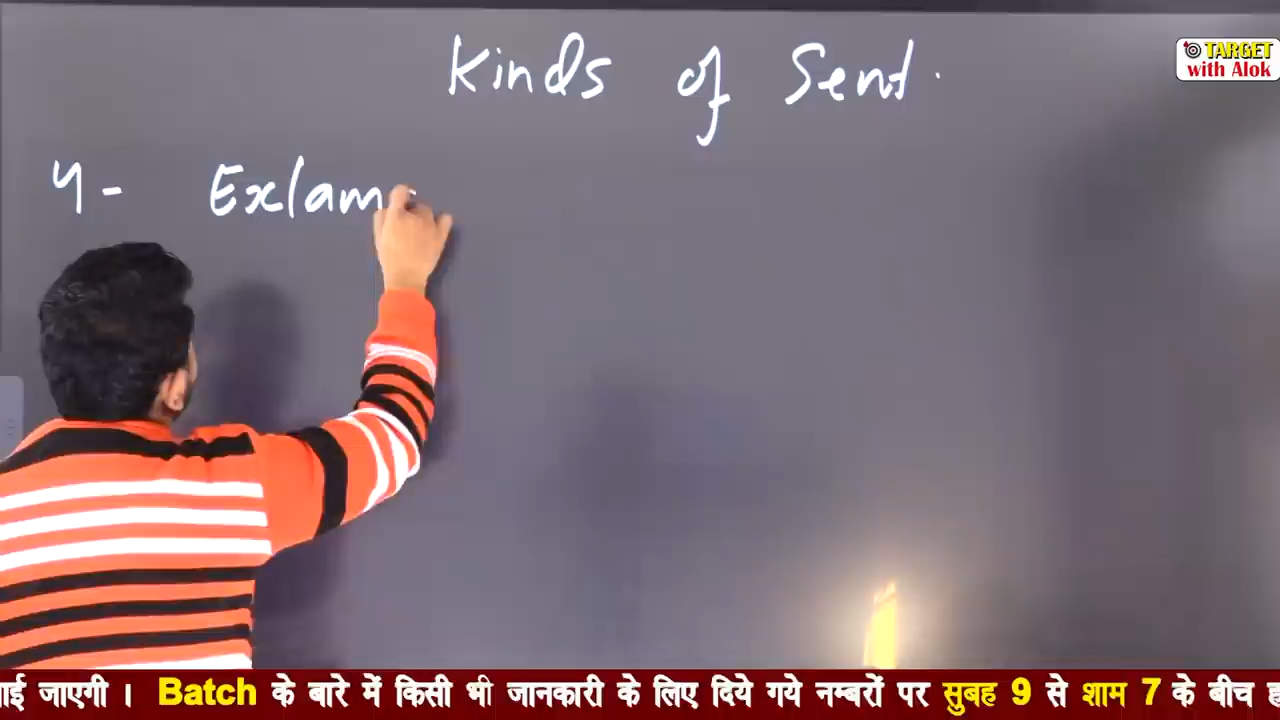 Kinds of Sent.
TARGET
with Alok
4- Exlam
ाई जाएगी । Batch के बारे में किसी भी जानकारी के लिए दिये गये नम्बरों पर सुबह 9 से शाम 7 के बीच ह